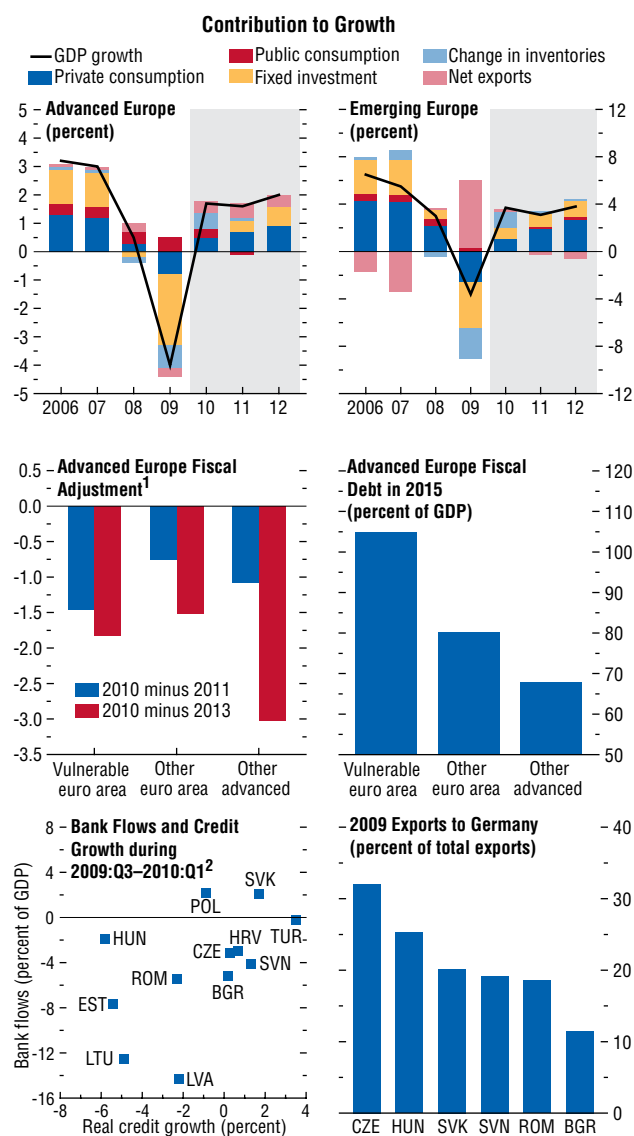 Contribution to Growth
GDP growth
Public consumption
Change in inventories
Private consumption
Fixed investment
Net exports
Advanced Europe
(percent)
5
4
3
2
1
0
-1
-2
-3
-4
-5
2006 07 08 09 10 11 12
Emerging Europe
(percent)
12
8
4
0
-4
-8
-12
2006 07 08 09 10 11 12
Advanced Europe Fiscal
Adjustment1
0.5
0.0
-0.5
-1.0
-1.5
-2.0
-2.5
-3.0
-3.5
2010 minus 2011
2010 minus 2013
Vulnerable
euro area
Other
euro area
Other
advanced
Advanced Europe Fiscal
Debt in 2015
(percent of GDP)
120
110
100
90
80
70
60
50
Vulnerable
euro area
Other
euro area
Other
advanced
Bank Flows and Credit
Growth during
2009:Q3–2010:Q12
Bank flows (percent of GDP)
8
4
0
-4
-8
-12
-16
SVK
POL
TUR
HUN
HRV
CZE
SVN
ROM
BGR
EST
LTU
LVA
-8 -6 -4 -2 0 2 4
Real credit growth (percent)
2009 Exports to Germany
(percent of total exports)
40
30
20
10
0
CZE HUN SVK SVN ROM BGR